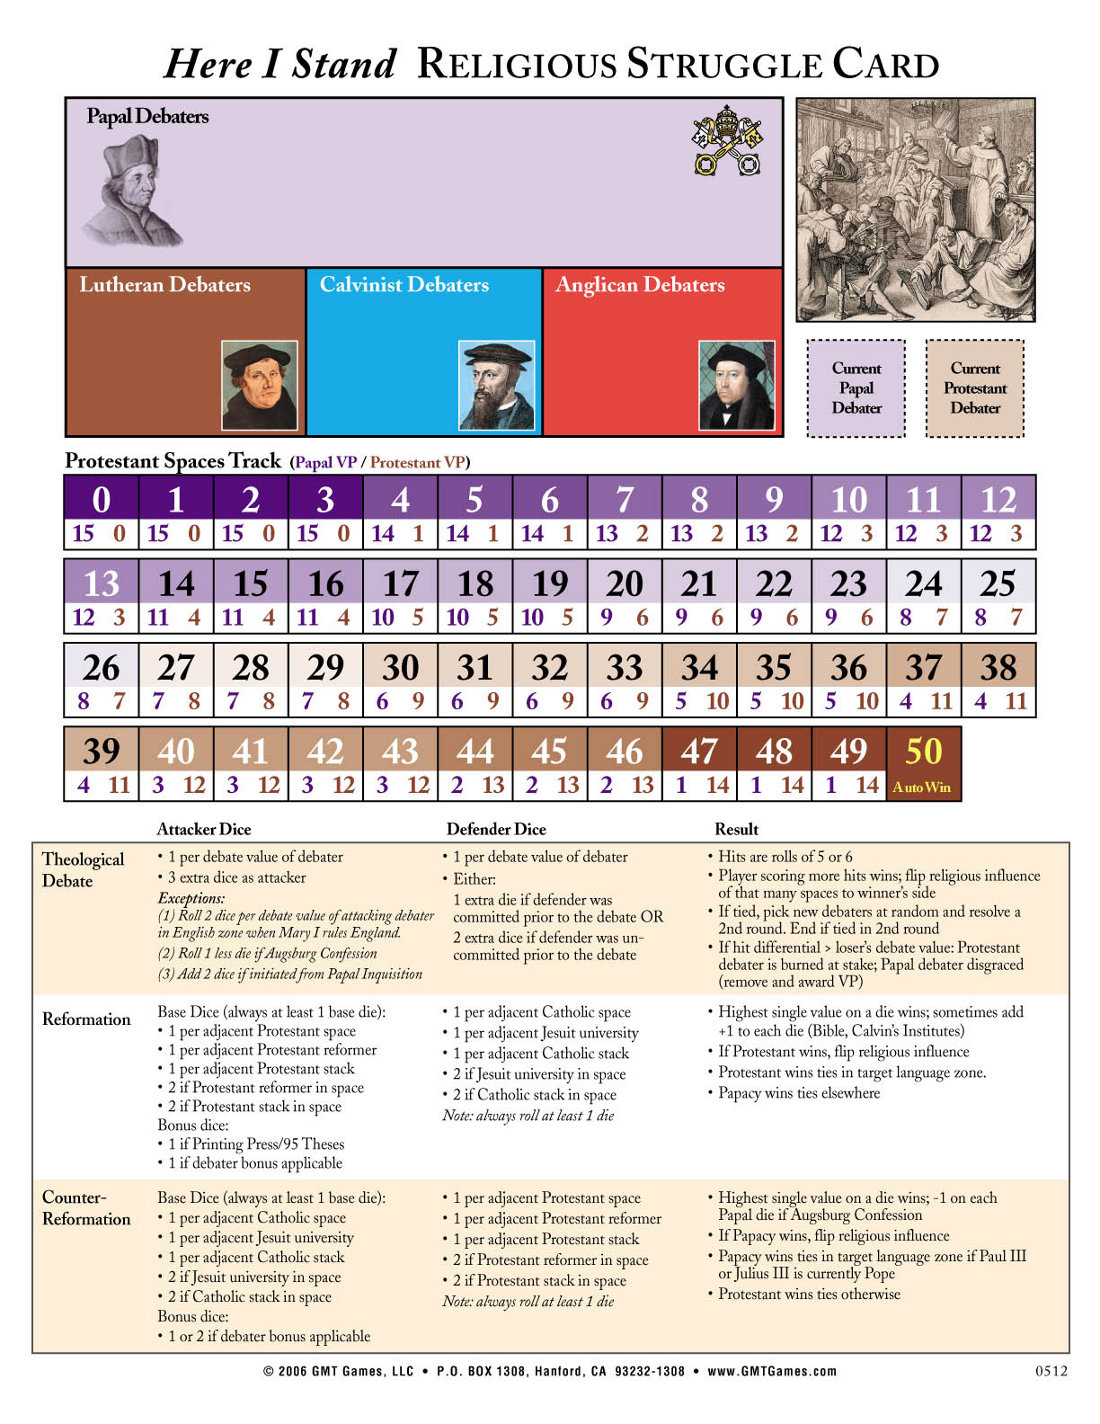 Here I Stand RELIGIOUS STRUGGLE CARD
Papal Debaters
Lutheran Debaters
Calvinist Debaters
Anglican Debaters
Current
Papal
Debater
Current
Protestant
Debater
Protestant Spaces Track (Papal VP / Protestant VP)
0 1 2 3 4 5 6 7 8 9 10 11 12
15 0 15 0 15 0 15 0 14 1 14 1 14 1 13 2 13 2 13 2 12 3 12 3 12 3
13 14 15 16 17 18 19 20 21 22 23 24 25
12 3 11 4 11 4 11 4 10 5 10 5 10 5 9 6 9 6 9 6 9 6 8 7 8 7
26 27 28 29 30 31 32 33 34 35 36 37 38
8 7 7 8 7 8 7 8 6 9 6 9 6 9 6 9 5 10 5 10 5 10 4 11 4 11
39 40 41 42 43 44 45 46 47 48 49 50
4 11 3 12 3 12 3 12 3 12 2 13 2 13 2 13 1 14 1 14 1 14 Auto Win
Attacker Dice
Defender Dice
Result
Theological
Debate
• 1 per debate value of debater
• 3 extra dice as attacker
Exceptions:
(1) Roll 2 dice per debate value of attacking debater
in English zone when Mary I rules England.
(2) Roll 1 less die if Augsburg Confession
(3) Add 2 dice if initiated from Papal Inquisition
• 1 per debate value of debater
• Either:
1 extra die if defender was
committed prior to the debate OR
2 extra dice if defender was un-
committed prior to the debate
• Hits are rolls of 5 or 6
• Player scoring more hits wins; flip religious influence
of that many spaces to winner's side
• If tied, pick new debaters at random and resolve a
2nd round. End if tied in 2nd round
• If hit differential > loser's debate value: Protestant
debater is burned at stake; Papal debater disgraced
(remove and award VP)
Reformation
Base Dice (always at least 1 base die):
• 1 per adjacent Protestant space
• 1 per adjacent Protestant reformer
• 1 per adjacent Protestant stack
• 2 if Protestant reformer in space
• 2 if Protestant stack in space
Bonus dice:
• 1 if Printing Press/95 Theses
• 1 if debater bonus applicable
• 1 per adjacent Catholic space
• 1 per adjacent Jesuit university
• 1 per adjacent Catholic stack
• 2 if Jesuit university in space
• 2 if Catholic stack in space
Note: always roll at least 1 die
• Highest single value on a die wins; sometimes add
+1 to each die (Bible, Calvin's Institutes)
• If Protestant wins, flip religious influence
• Protestant wins ties in target language zone.
• Papacy wins ties elsewhere
Counter-
Reformation
Base Dice (always at least 1 base die):
• 1 per adjacent Catholic space
• 1 per adjacent Jesuit university
• 1 per adjacent Catholic stack
• 2 if Jesuit university in space
• 2 if Catholic stack in space
Bonus dice:
• 1 or 2 if debater bonus applicable
• 1 per adjacent Protestant space
• 1 per adjacent Protestant reformer
• 1 per adjacent Protestant stack
• 2 if Protestant reformer in space
• 2 if Protestant stack in space
Note: always roll at least 1 die
• Highest single value on a die wins; -1 on each
Papal die if Augsburg Confession
• If Papacy wins, flip religious influence
• Papacy wins ties in target language zone if Paul III
or Julius III is currently Pope
• Protestant wins ties otherwise
© 2006 GMT Games, LLC • P.O. BOX 1308, Hanford, CA 93232-1308 • www.GMTGames.com
0512